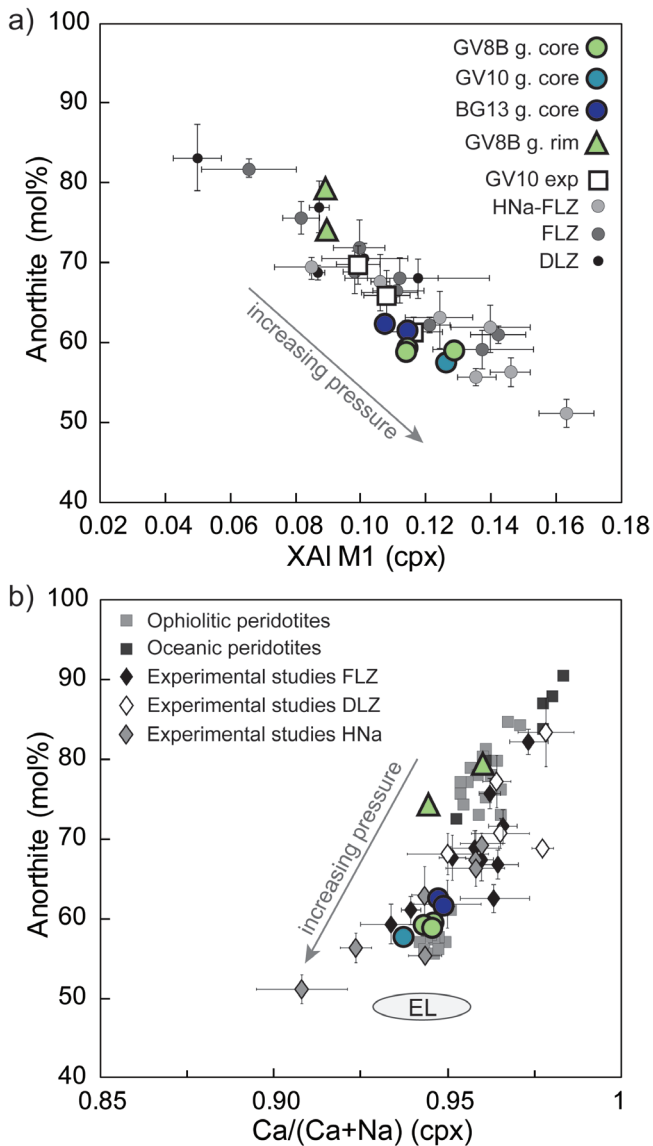 a)
100
90
80
70
60
50
40
Anorthite (mol%)
GV8B g. core
GV10 g. core
BG13 g. core
GV8B g. rim
GV10 exp
HNa-FLZ
FLZ
DLZ
increasing pressure
0.02 0.04 0.06 0.08 0.10 0.12 0.14 0.16 0.18
XAl M1 (cpx)
b)
100
90
80
70
60
50
40
Anorthite (mol%)
Ophiolitic peridotites
Oceanic peridotites
Experimental studies FLZ
Experimental studies DLZ
Experimental studies HNa
increasing pressure
EL
0.85 0.90 0.95 1
Ca/(Ca+Na) (cpx)